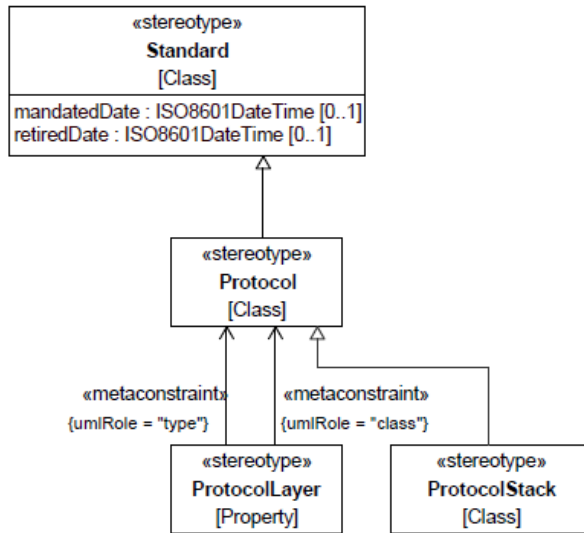 «stereotype»
Standard
[Class]
mandatedDate : ISO8601DateTime [0..1]
retiredDate : ISO8601DateTime [0..1]
«stereotype»
Protocol
[Class]
«metaconstraint»
{umlRole = "type"}
«metaconstraint»
{umlRole = "class"}
«stereotype»
ProtocolLayer
[Property]
«stereotype»
ProtocolStack
[Class]